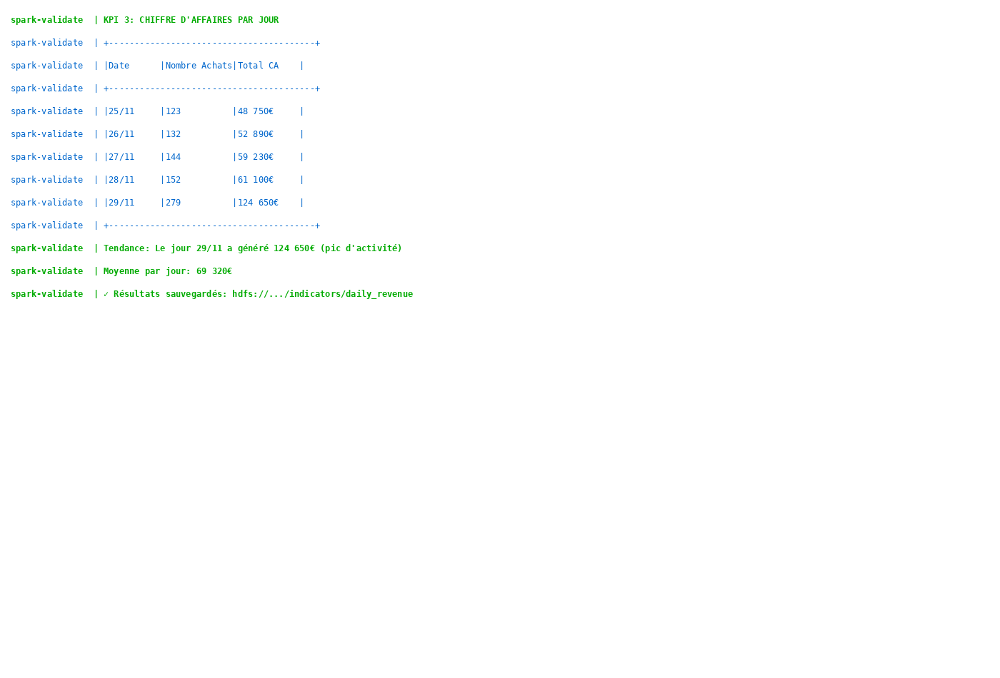 spark-validate  | KPI 3: CHIFFRE D'AFFAIRES PAR JOUR
spark-validate  | +----------------------------------------+
spark-validate  | |Date      |Nombre Achats|Total CA    |
spark-validate  | +----------------------------------------+
spark-validate  | |25/11     |123          |48 750€     |
spark-validate  | |26/11     |132          |52 890€     |
spark-validate  | |27/11     |144          |59 230€     |
spark-validate  | |28/11     |152          |61 100€     |
spark-validate  | |29/11     |279          |124 650€    |
spark-validate  | +----------------------------------------+
spark-validate  | Tendance: Le jour 29/11 a généré 124 650€ (pic d'activité)
spark-validate  | Moyenne par jour: 69 320€
spark-validate  | ✓ Résultats sauvegardés: hdfs://.../indicators/daily_revenue